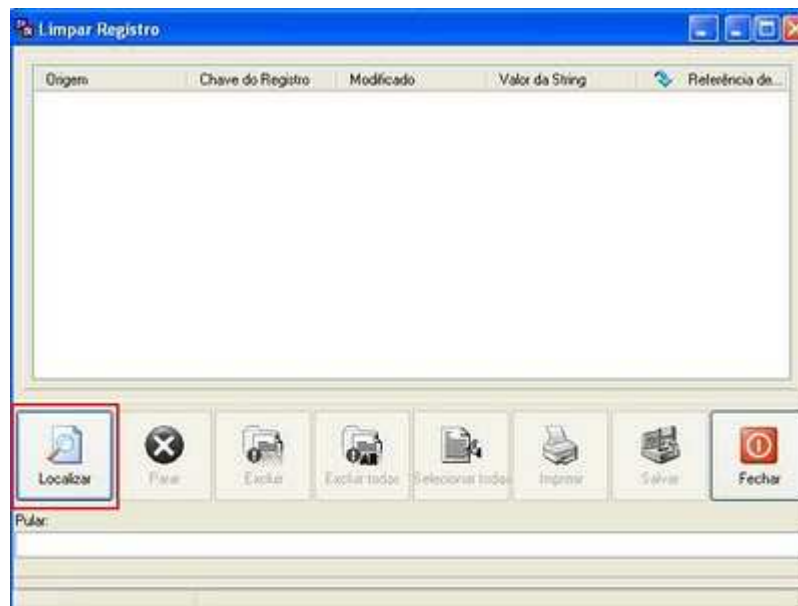 Limpar Registro
Origem Chave do Registro Modificado Valor da String Referência de...
Localizar Parar Excluir Excluir todas Selecionar todas Imprimir Salvar Fechar
Pular: